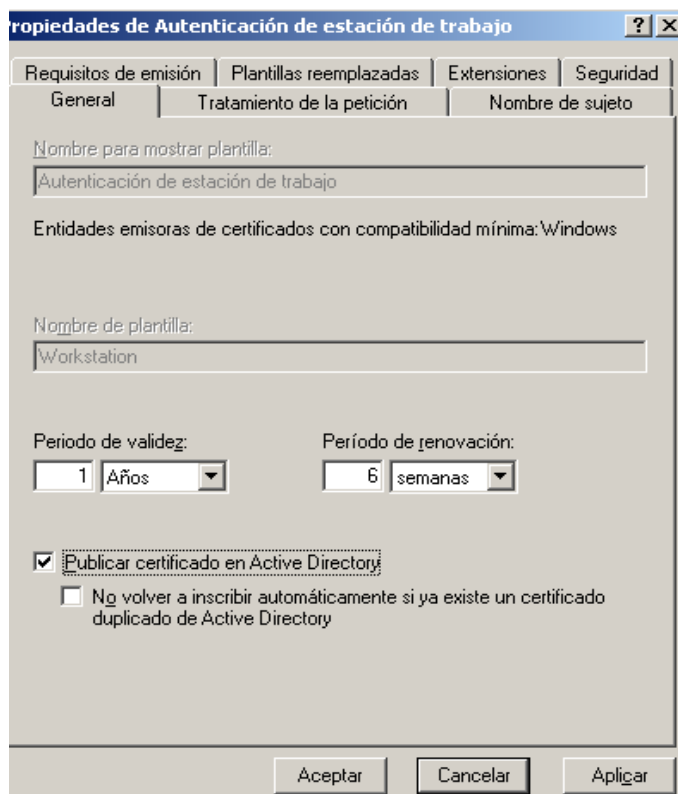 ropiedades de Autenticación de estación de trabajo
Requisitos de emisión Plantillas reemplazadas Extensiones Seguridad
General Tratamiento de la petición Nombre de sujeto
Nombre para mostrar plantilla:
Autenticación de estación de trabajo
Entidades emisoras de certificados con compatibilidad mínima: Windows
Nombre de plantilla:
Workstation
Periodo de validez: Período de renovación:
1 Años 6 semanas
Publicar certificado en Active Directory
No volver a inscribir automáticamente si ya existe un certificado
duplicado de Active Directory
Aceptar Cancelar Aplicar